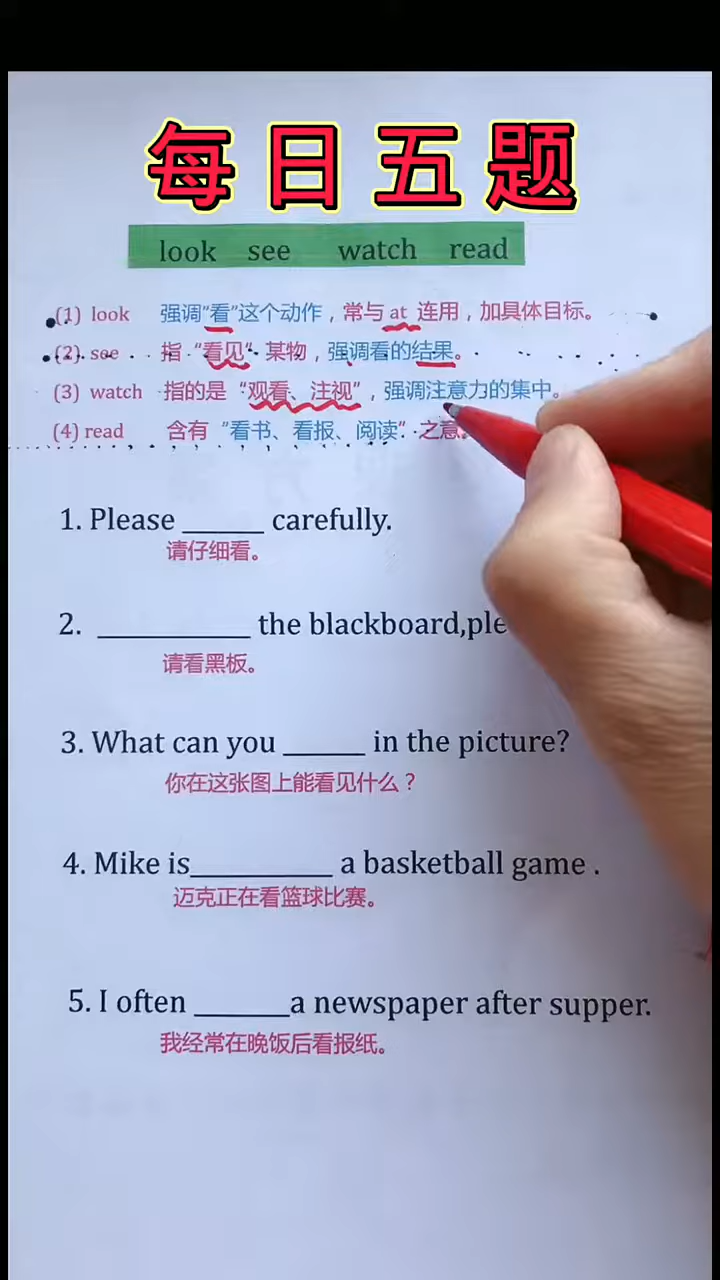 每日五题
look see watch read
(1) look 强调“看”这个动作，常与 at 连用，加具体目标。
(2) see 指“看见”某物，强调看的结果。
(3) watch 指的是“观看、注视”，强调注意力的集中。
(4) read 含有“看书、看报、阅读”之意。
1. Please ______ carefully.
请仔细看。
2. ___________ the blackboard,ple
请看黑板。
3. What can you ______ in the picture?
你在这张图上能看见什么？
4. Mike is__________ a basketball game .
迈克正在看篮球比赛。
5. I often _______a newspaper after supper.
我经常在晚饭后看报纸。